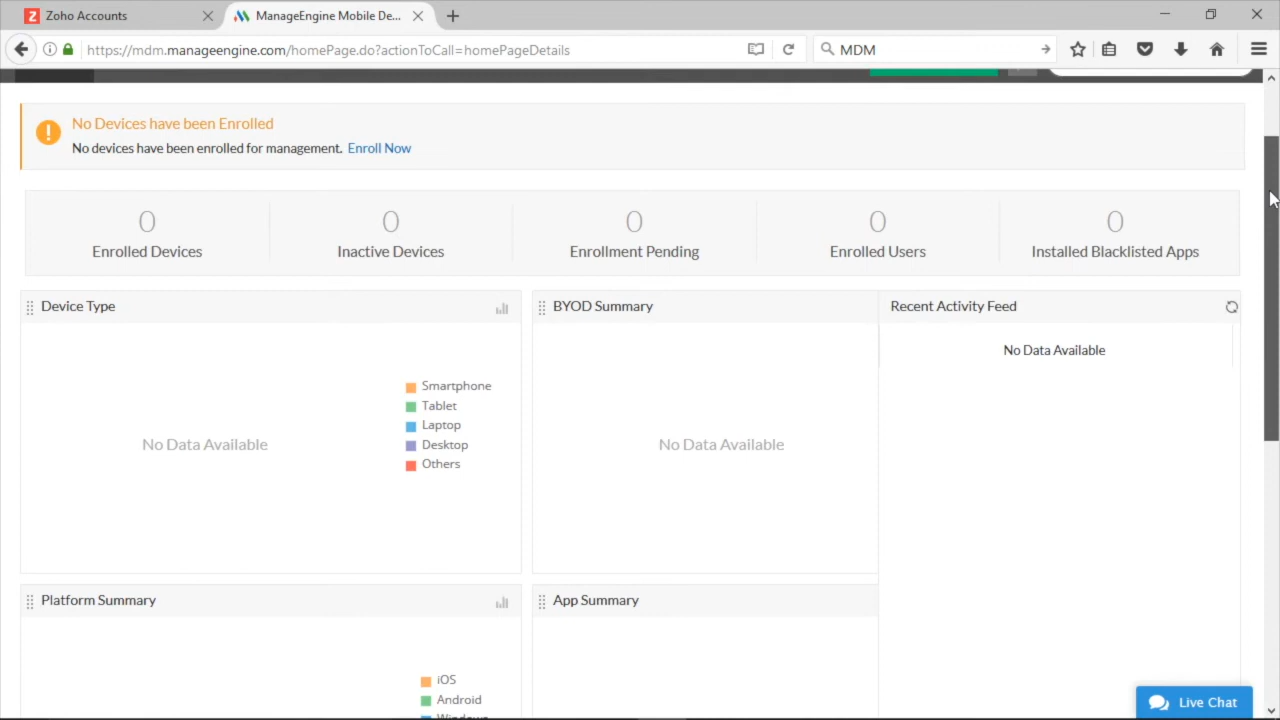 Zoho Accounts
ManageEngine Mobile De...
https://mdm.manageengine.com/homePage.do?actionToCall=homePageDetails
MDM
No Devices have been Enrolled
No devices have been enrolled for management. Enroll Now
0
Enrolled Devices
0
Inactive Devices
0
Enrollment Pending
0
Enrolled Users
0
Installed Blacklisted Apps
Device Type
No Data Available
Smartphone
Tablet
Laptop
Desktop
Others
BYOD Summary
No Data Available
Recent Activity Feed
No Data Available
Platform Summary
iOS
Android
Windows
App Summary
Live Chat